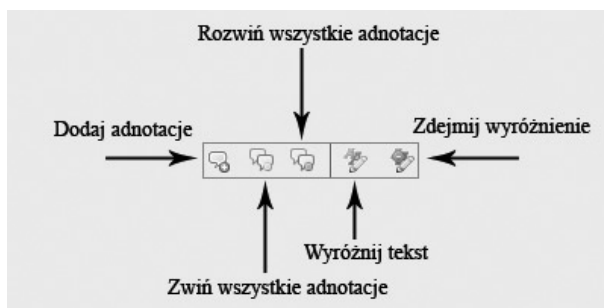 Rozwiń wszystkie adnotacje
Dodaj adnotacje
Zdejmij wyróżnienie
Wyróżnij tekst
Zwiń wszystkie adnotacje